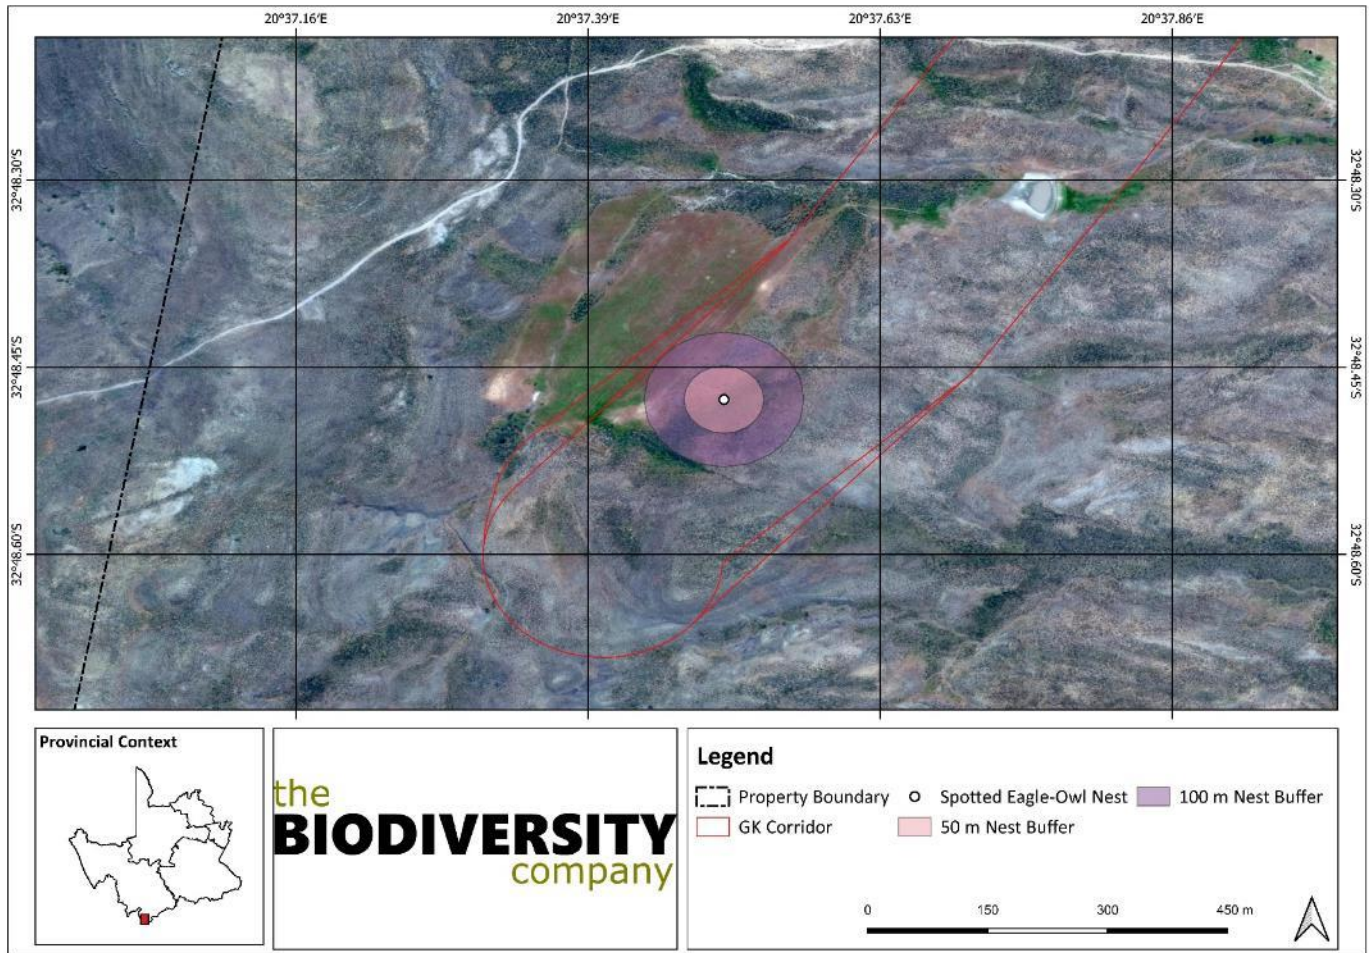 20°37.16′E
20°37.39′E
20°37.63′E
20°37.86′E
32°48.30′S
32°48.30′S
32°48.45′S
32°48.45′S
32°48.60′S
32°48.60′S
Provincial Context
the
BIODIVERSITY
company
Legend
Property Boundary
Spotted Eagle-Owl Nest
100 m Nest Buffer
GK Corridor
50 m Nest Buffer
0
150
300
450 m